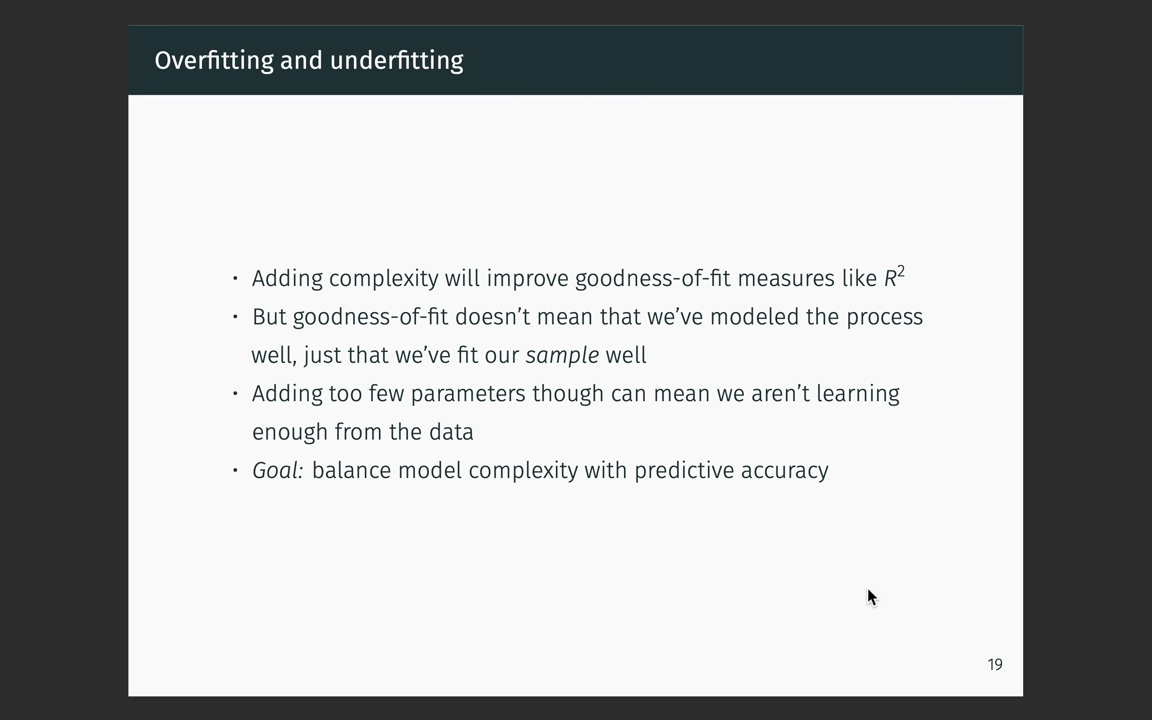 Overfitting and underfitting
• Adding complexity will improve goodness-of-fit measures like R²
• But goodness-of-fit doesn’t mean that we’ve modeled the process
well, just that we’ve fit our sample well
• Adding too few parameters though can mean we aren’t learning
enough from the data
• Goal: balance model complexity with predictive accuracy
19